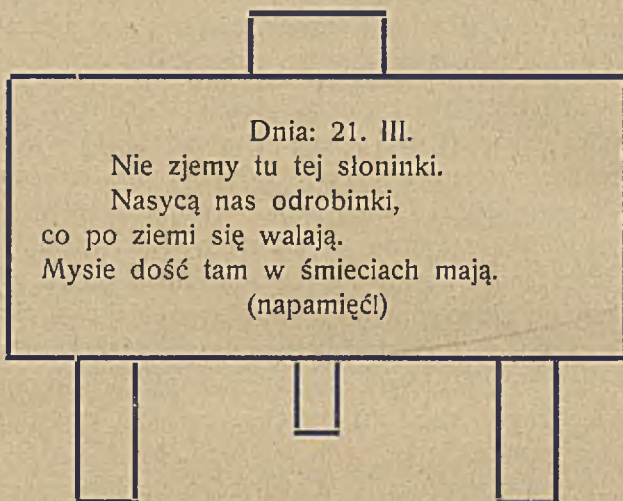 Dnia: 21. III.
Nie zjemy tu tej słoninki.
Nasycą nas odrobinki,
co po ziemi się walają.
Mysie dość tam w śmieciach mają.
(napamięć!)